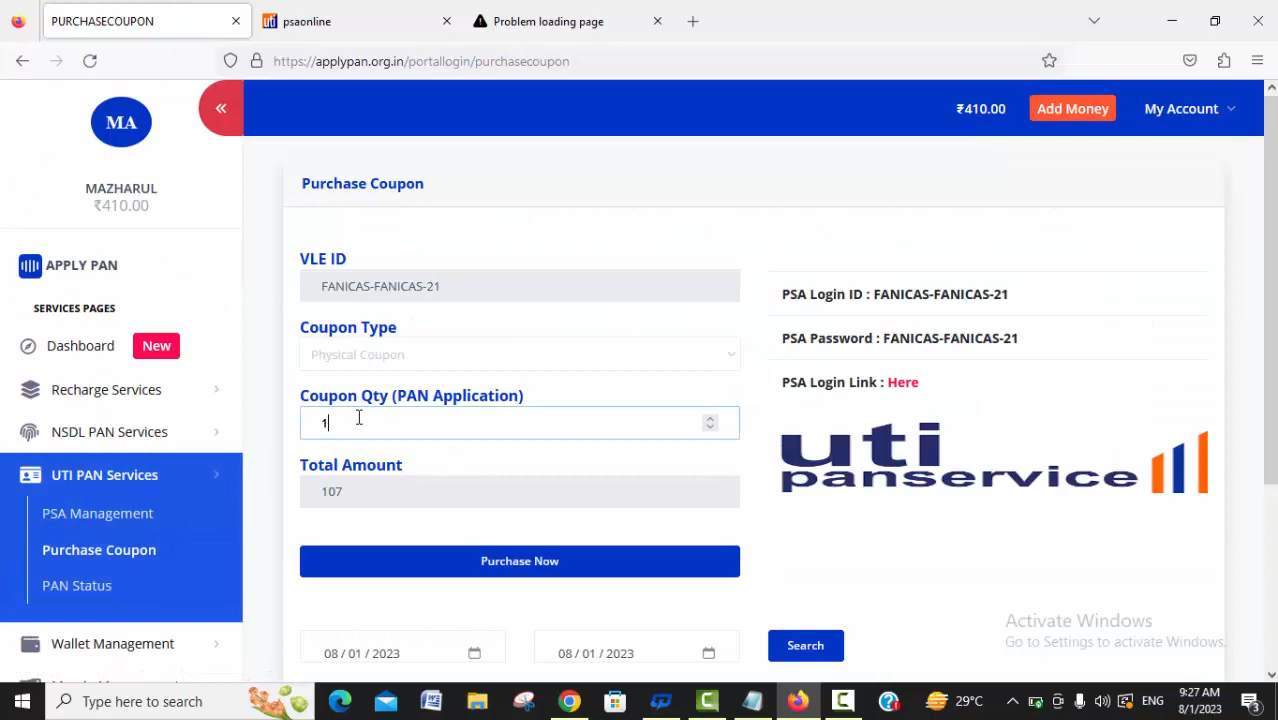 PURCHASECOUPON
uti psaonline
Problem loading page
https://applypan.org.in/portallogin/purchasecoupon
MA
«
₹410.00
Add Money
My Account
MAZHARUL
₹410.00
APPLY PAN
SERVICES PAGES
Dashboard
New
Recharge Services
NSDL PAN Services
UTI PAN Services
PSA Management
Purchase Coupon
PAN Status
Wallet Management
Purchase Coupon
VLE ID
FANICAS-FANICAS-21
Coupon Type
Physical Coupon
Coupon Qty (PAN Application)
1
Total Amount
107
Purchase Now
08 / 01 / 2023
08 / 01 / 2023
Search
PSA Login ID : FANICAS-FANICAS-21
PSA Password : FANICAS-FANICAS-21
PSA Login Link : Here
uti
panservice
Activate Windows
Go to Settings to activate Windows.
Type here to search
29°C
ENG
9:27 AM
8/1/2023
3